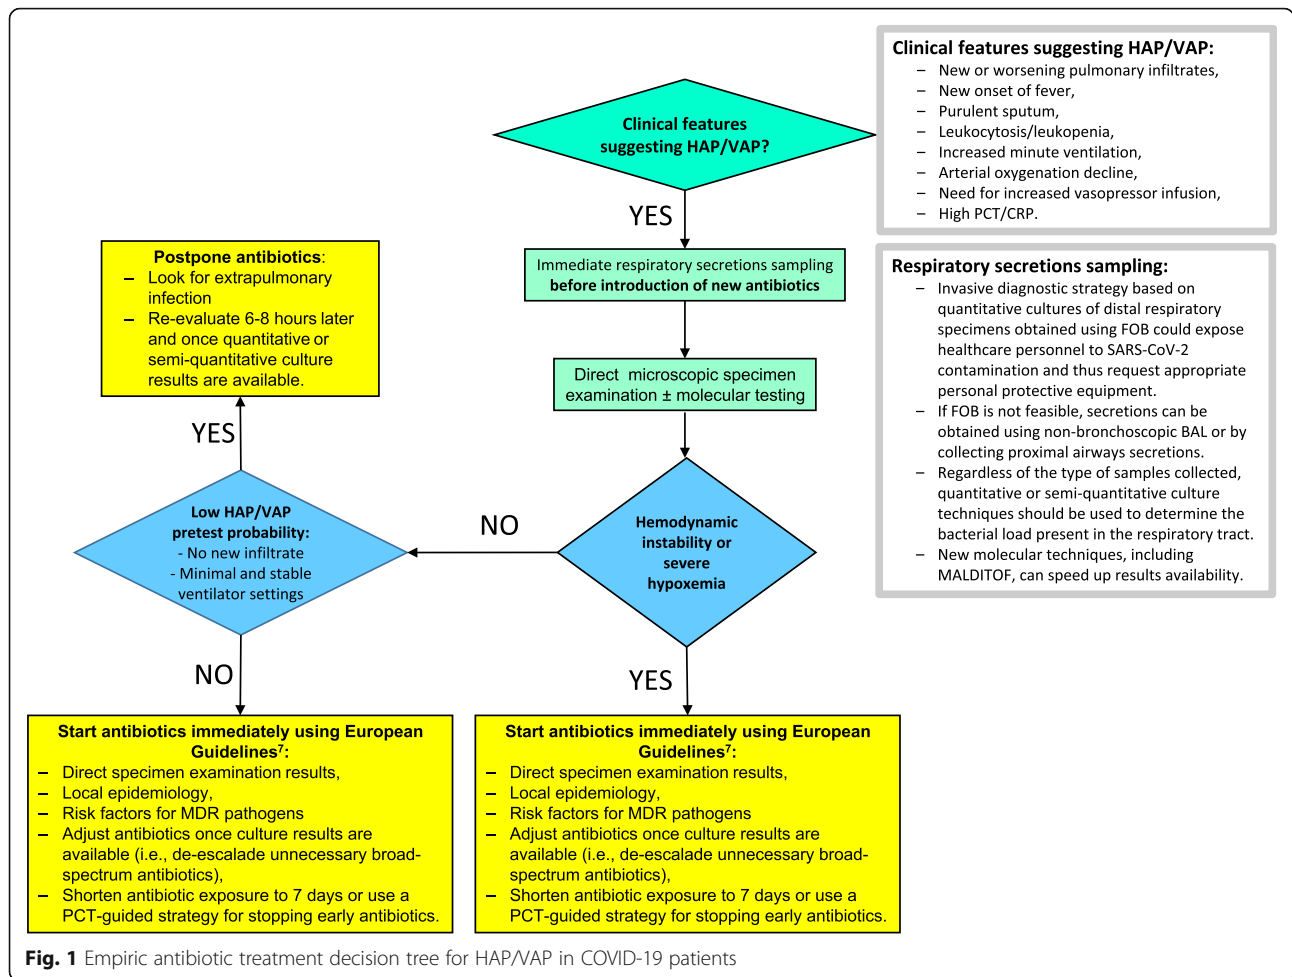 Clinical features
suggesting HAP/VAP?
Clinical features suggesting HAP/VAP:
– New or worsening pulmonary infiltrates,
– New onset of fever,
– Purulent sputum,
– Leukocytosis/leukopenia,
– Increased minute ventilation,
– Arterial oxygenation decline,
– Need for increased vasopressor infusion,
– High PCT/CRP.
YES
Immediate respiratory secretions sampling
before introduction of new antibiotics
Direct microscopic specimen
examination ± molecular testing
Respiratory secretions sampling:
– Invasive diagnostic strategy based on
quantitative cultures of distal respiratory
specimens obtained using FOB could expose
healthcare personnel to SARS-CoV-2
contamination and thus request appropriate
personal protective equipment.
– If FOB is not feasible, secretions can be
obtained using non-bronchoscopic BAL or by
collecting proximal airways secretions.
– Regardless of the type of samples collected,
quantitative or semi-quantitative culture
techniques should be used to determine the
bacterial load present in the respiratory tract.
– New molecular techniques, including
MALDITOF, can speed up results availability.
Postpone antibiotics:
– Look for extrapulmonary
infection
– Re-evaluate 6-8 hours later
and once quantitative or
semi-quantitative culture
results are available.
YES
Low HAP/VAP
pretest probability:
- No new infiltrate
- Minimal and stable
ventilator settings
NO
Hemodynamic
instability or
severe
hypoxemia
NO
YES
Start antibiotics immediately using European
Guidelines⁷:
– Direct specimen examination results,
– Local epidemiology,
– Risk factors for MDR pathogens
– Adjust antibiotics once culture results are
available (i.e., de-escalade unnecessary broad-
spectrum antibiotics),
– Shorten antibiotic exposure to 7 days or use a
PCT-guided strategy for stopping early antibiotics.
Start antibiotics immediately using European
Guidelines⁷:
– Direct specimen examination results,
– Local epidemiology,
– Risk factors for MDR pathogens
– Adjust antibiotics once culture results are
available (i.e., de-escalade unnecessary broad-
spectrum antibiotics),
– Shorten antibiotic exposure to 7 days or use a
PCT-guided strategy for stopping early antibiotics.
Fig. 1 Empiric antibiotic treatment decision tree for HAP/VAP in COVID-19 patients